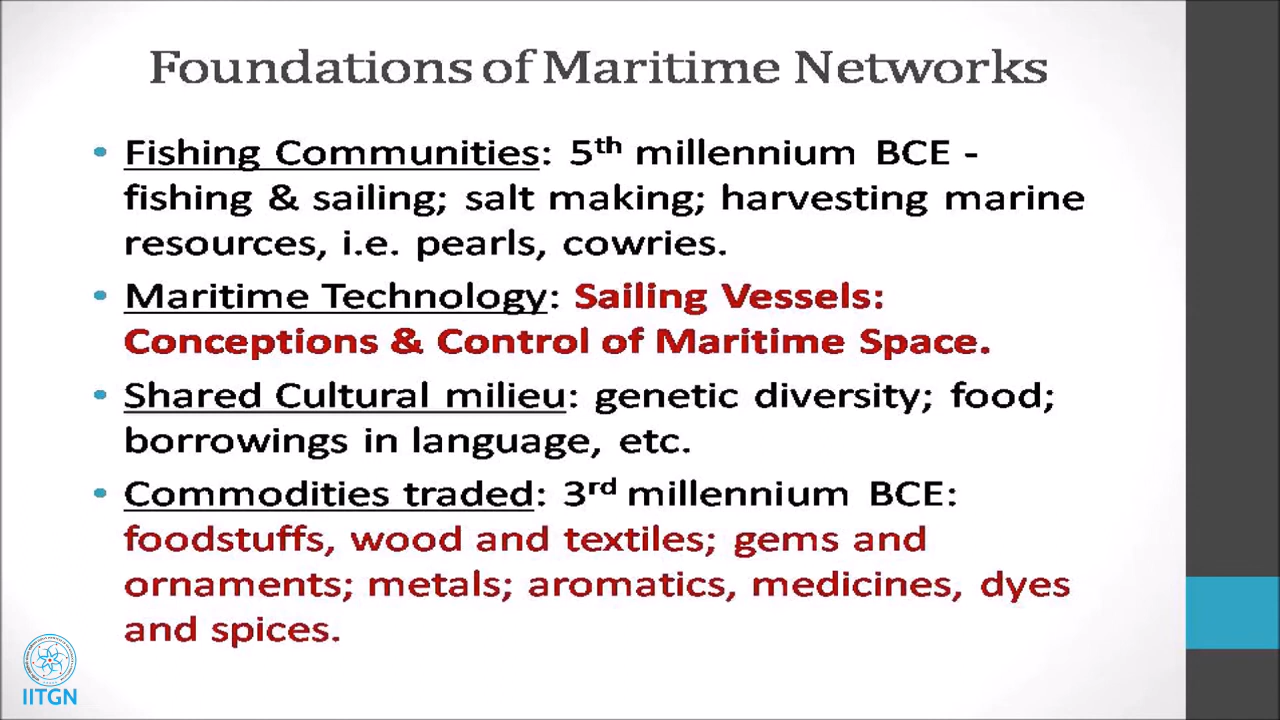 Foundations of Maritime Networks
• Fishing Communities: 5th millennium BCE -
fishing & sailing; salt making; harvesting marine
resources, i.e. pearls, cowries.
• Maritime Technology: Sailing Vessels:
Conceptions & Control of Maritime Space.
• Shared Cultural milieu: genetic diversity; food;
borrowings in language, etc.
• Commodities traded: 3rd millennium BCE:
foodstuffs, wood and textiles; gems and
ornaments; metals; aromatics, medicines, dyes
and spices.
IITGN